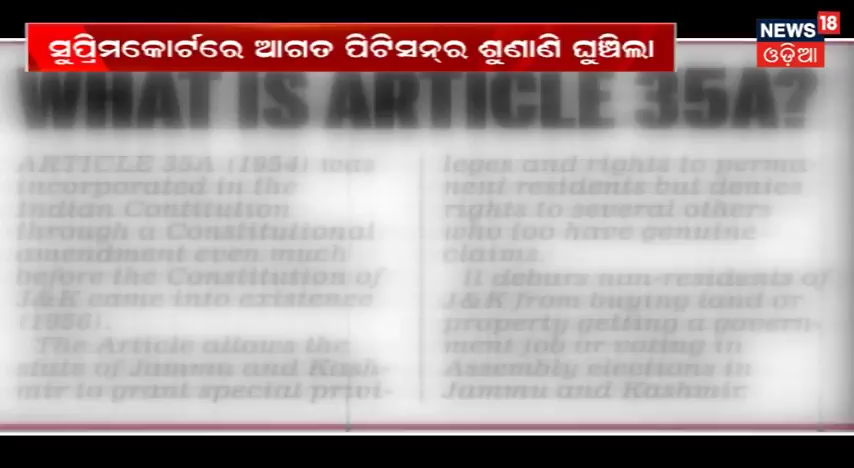 ସୁପ୍ରିମକୋର୍ଟରେ ଆଗତ ପିଟିସନ୍‌ର ଶୁଣାଣି ଘୁଞ୍ଚିଲା
NEWS 18
ଓଡ଼ିଆ
WHAT IS ARTICLE 35A?
ARTICLE 35A (1954) was
incorporated in the
Indian Contitution
through a Constitutional
amendment even much
before the Constitution of
J&K came into existence
(1956).
The Article allows the
state of Jammu and Kash-
mir to grant special privi-
leges and rights to perma-
nent residents but denies
rights to several others
who too have genuine
claims.
It deburs non-residents of
J&K from buying land or
property getting a govern-
ment job or voting in
Assembly elections in
Jammu and Kashmir